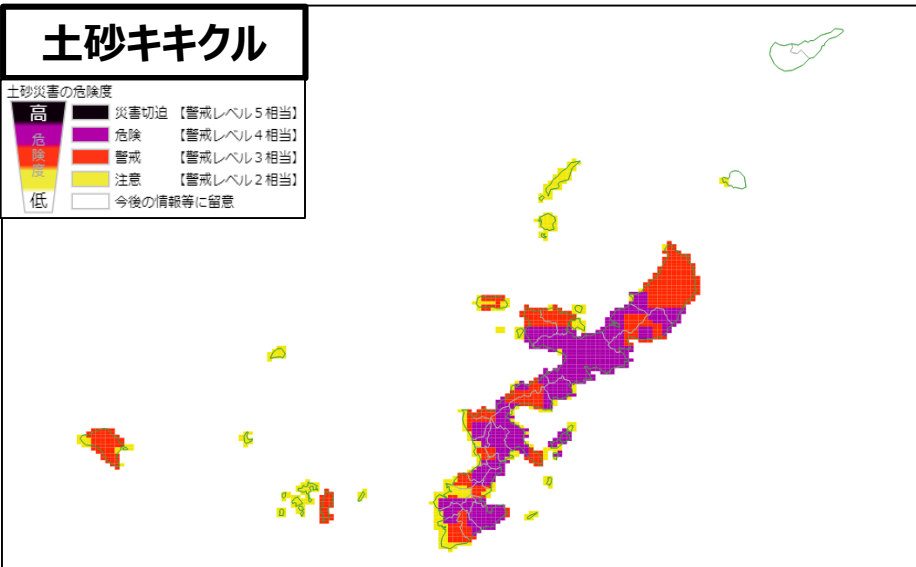 土砂キキクル
土砂災害の危険度
高
危険度
低
災害切迫 【警戒レベル５相当】
危険 【警戒レベル４相当】
警戒 【警戒レベル３相当】
注意 【警戒レベル２相当】
今後の情報等に留意